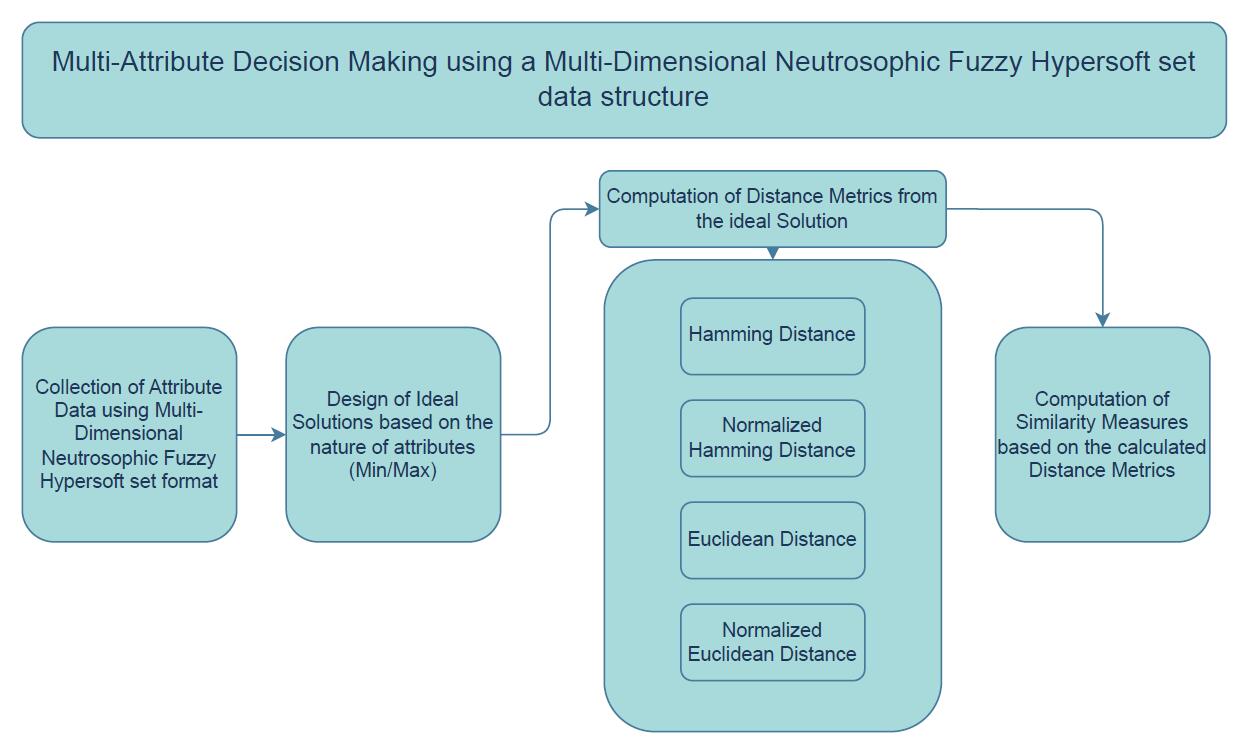 Multi-Attribute Decision Making using a Multi-Dimensional Neutrosophic Fuzzy Hypersoft set
data structure
Collection of Attribute
Data using Multi-
Dimensional
Neutrosophic Fuzzy
Hypersoft set format
Design of Ideal
Solutions based on the
nature of attributes
(Min/Max)
Computation of Distance Metrics from
the ideal Solution
Hamming Distance
Normalized
Hamming Distance
Euclidean Distance
Normalized
Euclidean Distance
Computation of
Similarity Measures
based on the calculated
Distance Metrics